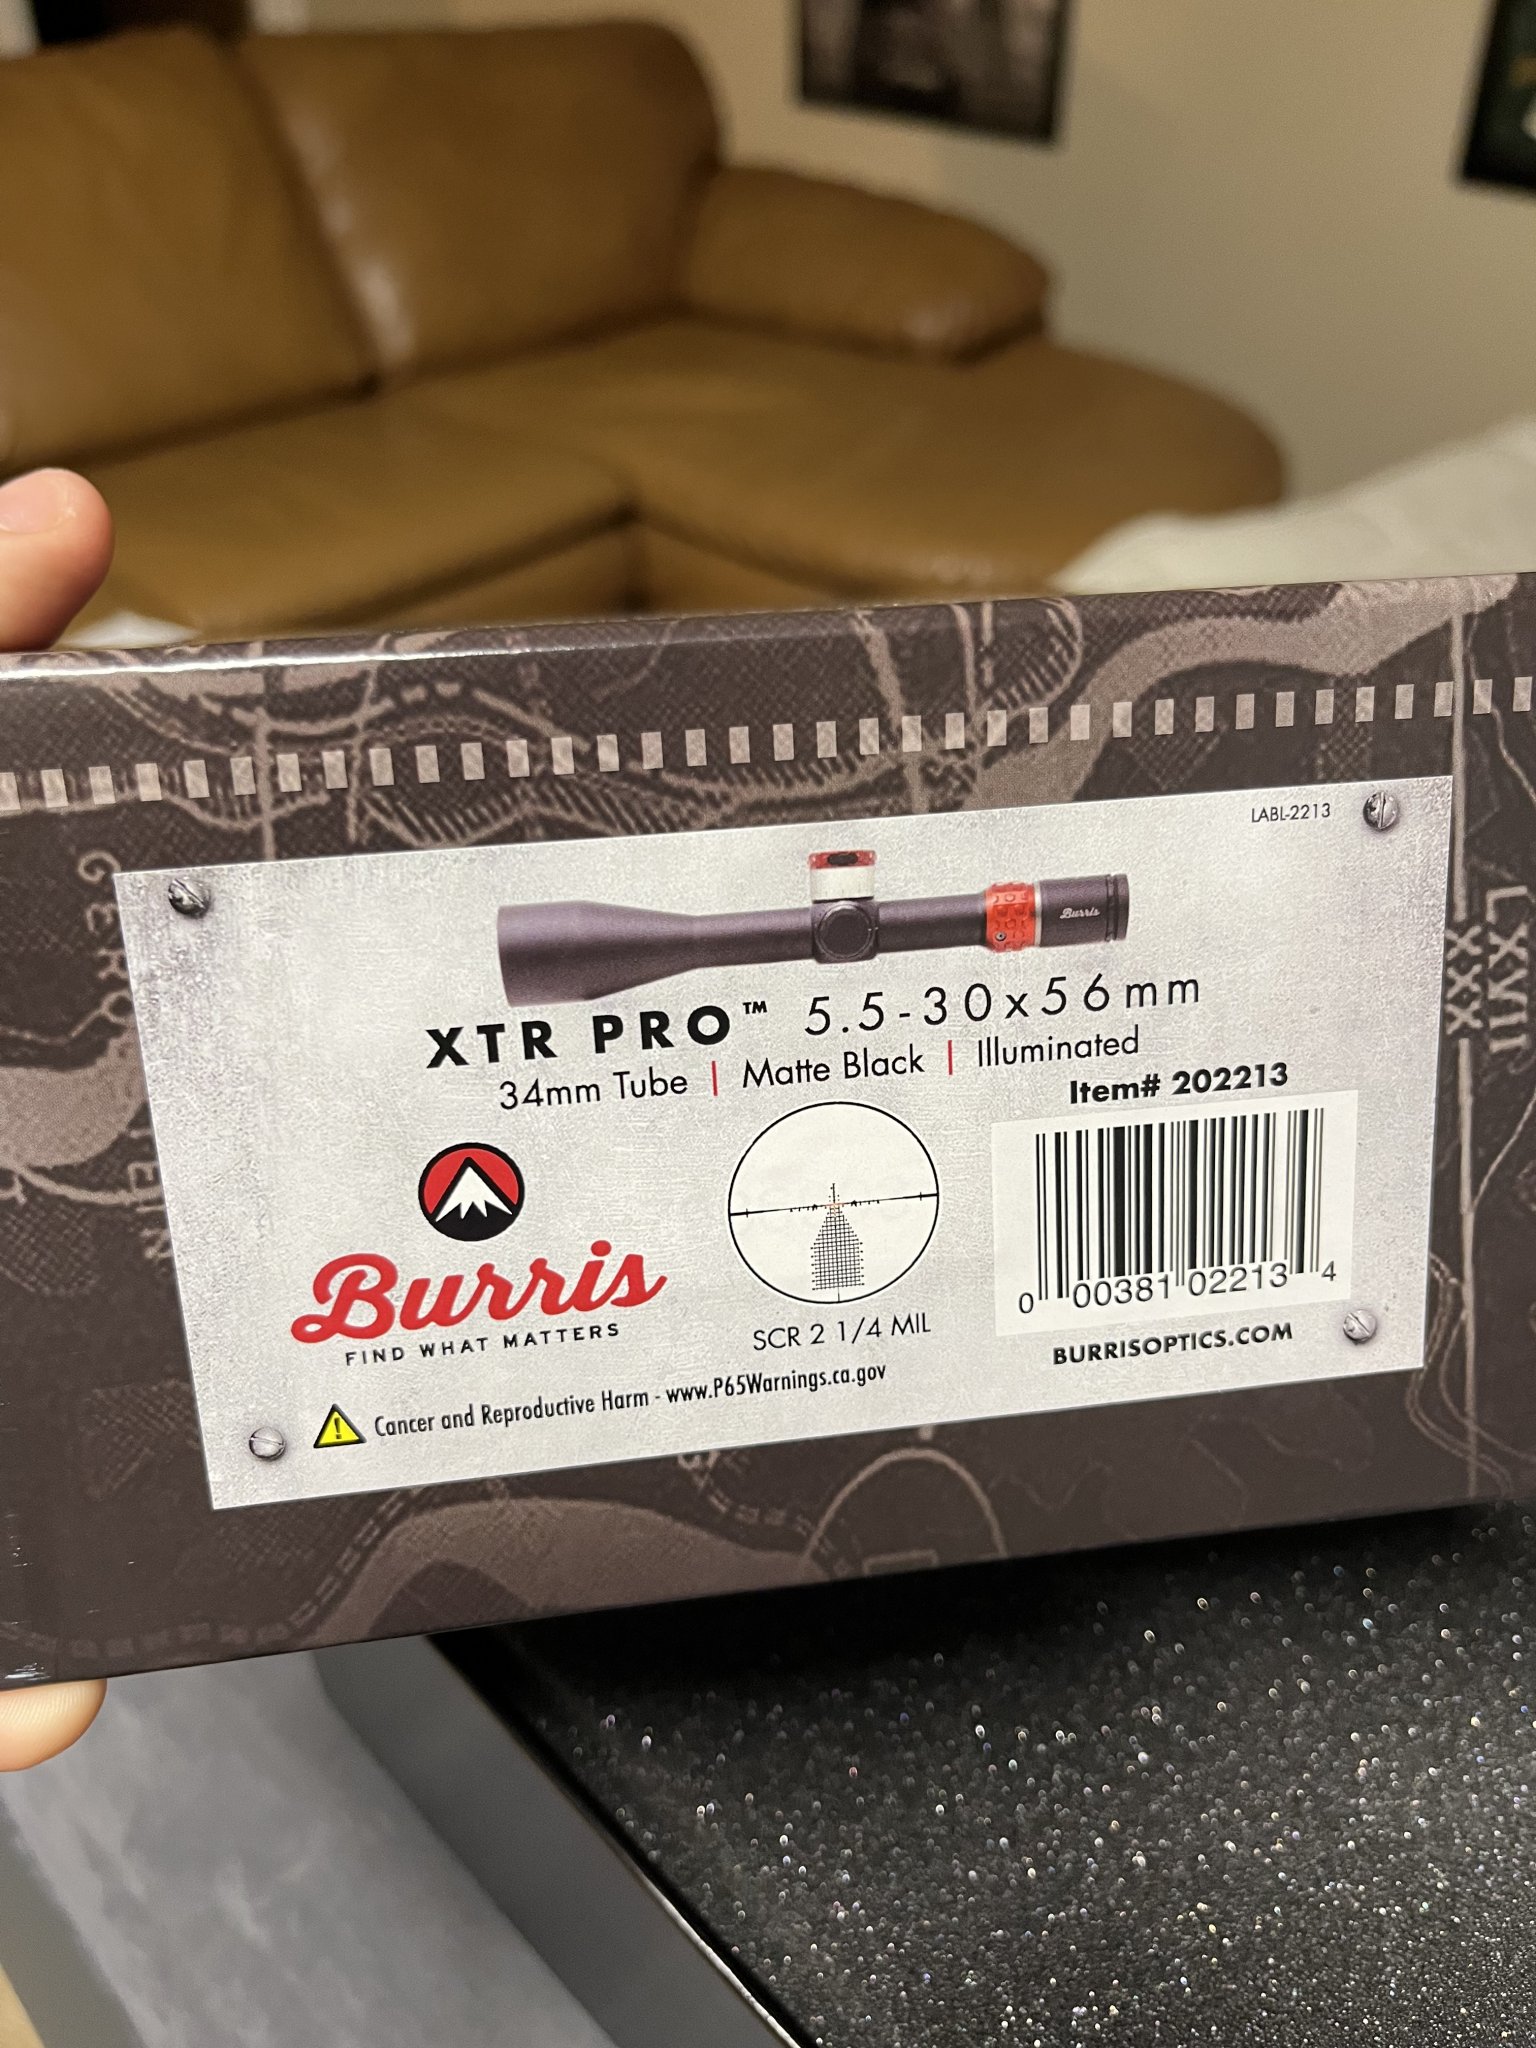 LABL-2213
Burris
XTR PRO™ 5.5-30x56mm
34mm Tube | Matte Black | Illuminated
Item# 202213
Burris
FIND WHAT MATTERS
SCR 2 1/4 MIL
0 00381 02213 4
BURRISOPTICS.COM
Cancer and Reproductive Harm - www.P65Warnings.ca.gov
LXVII
XXX